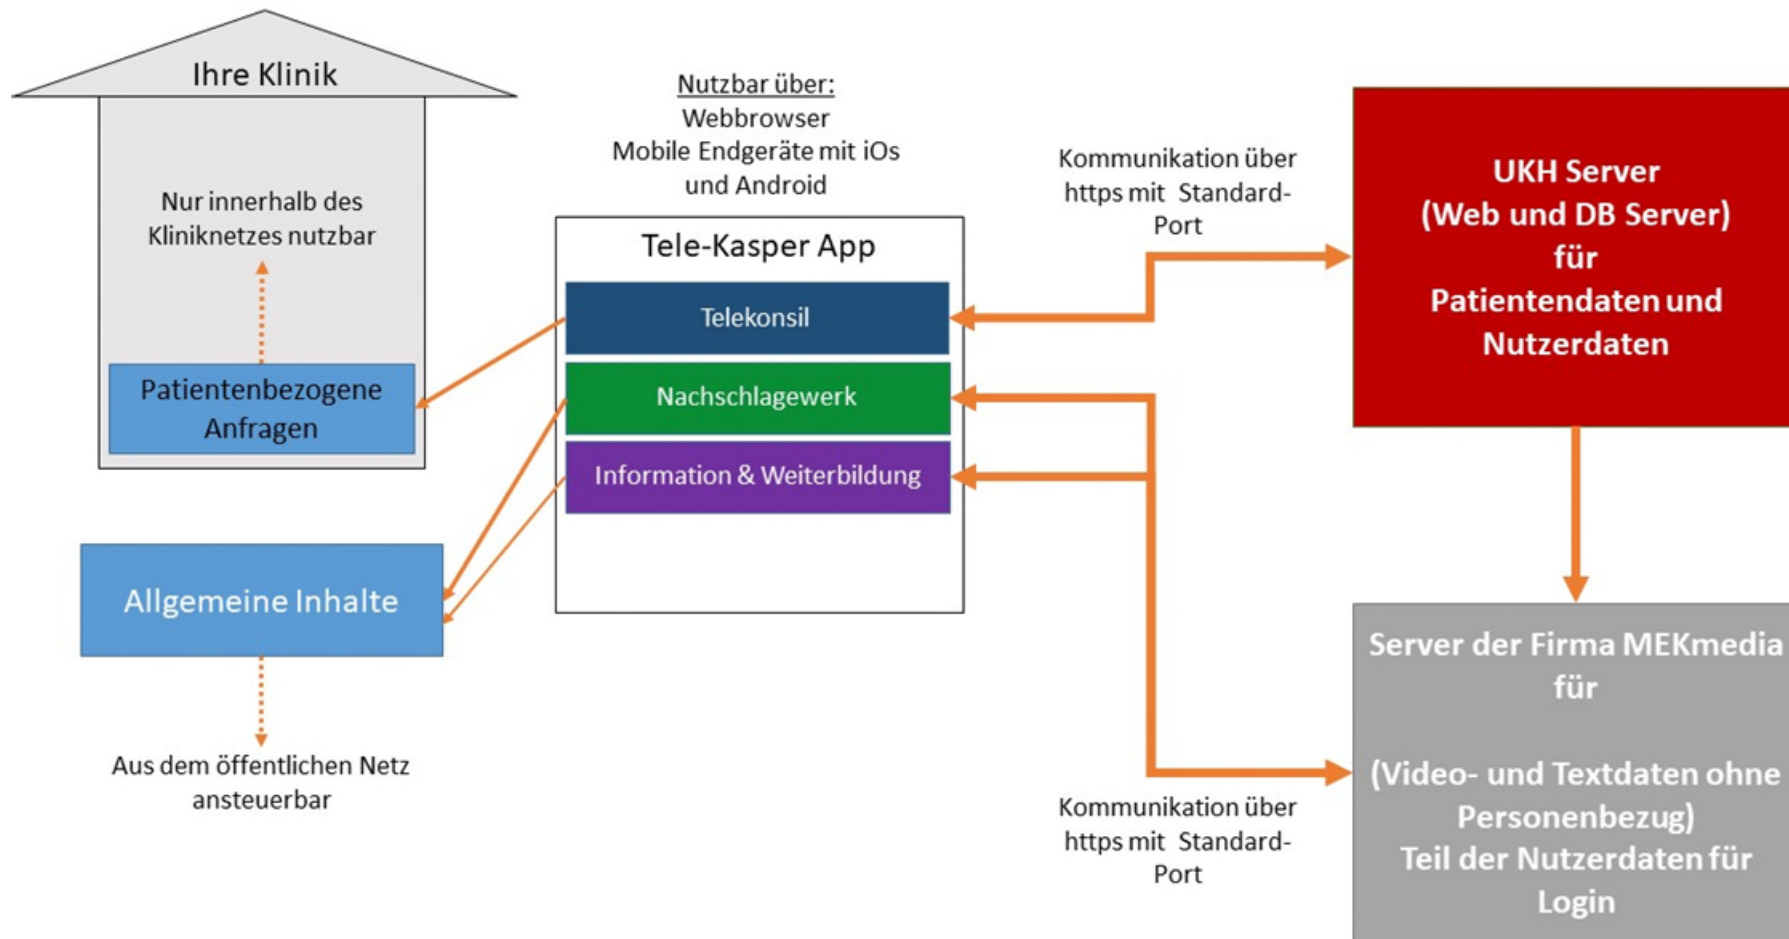 Ihre Klinik
Nur innerhalb des
Kliniknetzes nutzbar
Patientenbezogene
Anfragen
Allgemeine Inhalte
Aus dem öffentlichen Netz
ansteuerbar
Nutzbar über:
Webbrowser
Mobile Endgeräte mit iOs
und Android
Tele-Kasper App
Telekonsil
Nachschlagewerk
Information & Weiterbildung
Kommunikation über
https mit Standard-
Port
Kommunikation über
https mit Standard-
Port
UKH Server
(Web und DB Server)
für
Patientendaten und
Nutzerdaten
Server der Firma MEKmedia
für
(Video- und Textdaten ohne
Personenbezug)
Teil der Nutzerdaten für
Login